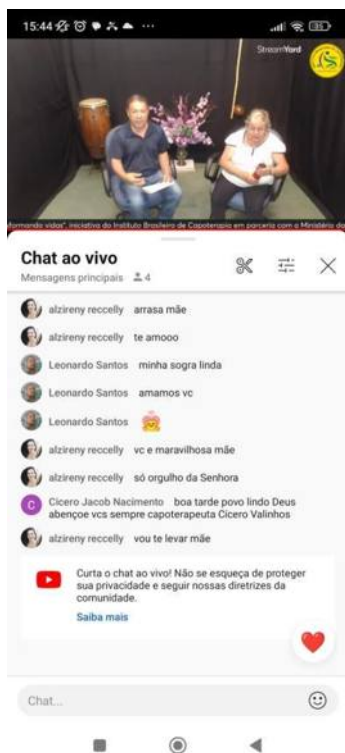 15:44
85
StreamYard
formando vidas", iniciativa do Instituto Brasileiro de Capoterapia em parceria com o Ministério da
Chat ao vivo
Mensagens principais 4
alzireny reccelly arrasa mãe
alzireny reccelly te amooo
Leonardo Santos minha sogra linda
Leonardo Santos amamos vc
Leonardo Santos
alzireny reccelly vc e maravilhosa mãe
alzireny reccelly só orgulho da Senhora
C
Cicero Jacob Nacimento boa tarde povo lindo Deus
abençoe vcs sempre capoterapeuta Cicero Valinhos
alzireny reccelly vou te levar mãe
Curta o chat ao vivo! Não se esqueça de proteger
sua privacidade e seguir nossas diretrizes da
comunidade.
Saiba mais
Chat...